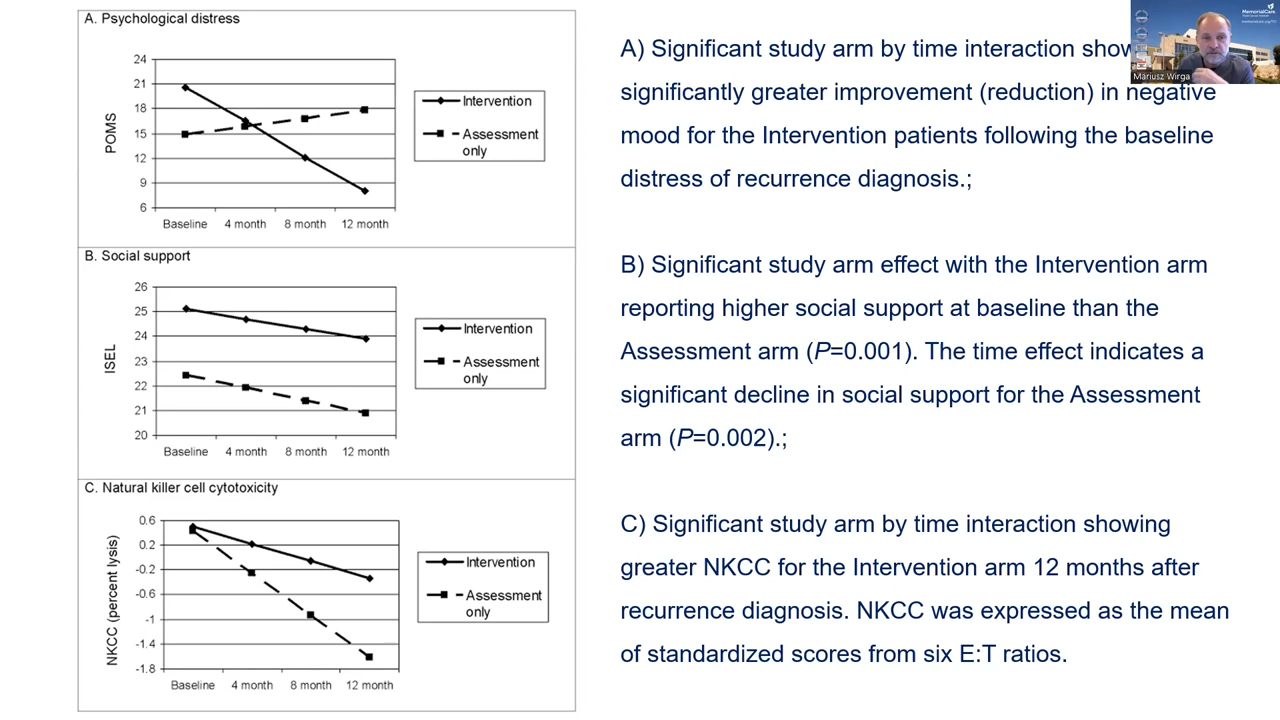 A. Psychological distress
24
21
18
15
12
9
6
POMS
Baseline 4 month 8 month 12 month
Intervention
Assessment
only
B. Social support
26
25
24
23
22
21
20
ISEL
Baseline 4 month 8 month 12 month
Intervention
Assessment
only
C. Natural killer cell cytotoxicity
0.6
0.2
-0.2
-0.6
-1
-1.4
-1.8
NKCC (percent lysis)
Baseline 4 month 8 month 12 month
Intervention
Assessment
only
A) Significant study arm by time interaction
significantly greater improvement (reduction) in negative
mood for the Intervention patients following the baseline
distress of recurrence diagnosis.;
B) Significant study arm effect with the Intervention arm
reporting higher social support at baseline than the
Assessment arm (P=0.001). The time effect indicates a
significant decline in social support for the Assessment
arm (P=0.002).;
C) Significant study arm by time interaction showing
greater NKCC for the Intervention arm 12 months after
recurrence diagnosis. NKCC was expressed as the mean
of standardized scores from six E:T ratios.
MemorialCare
Mariusz Wirga